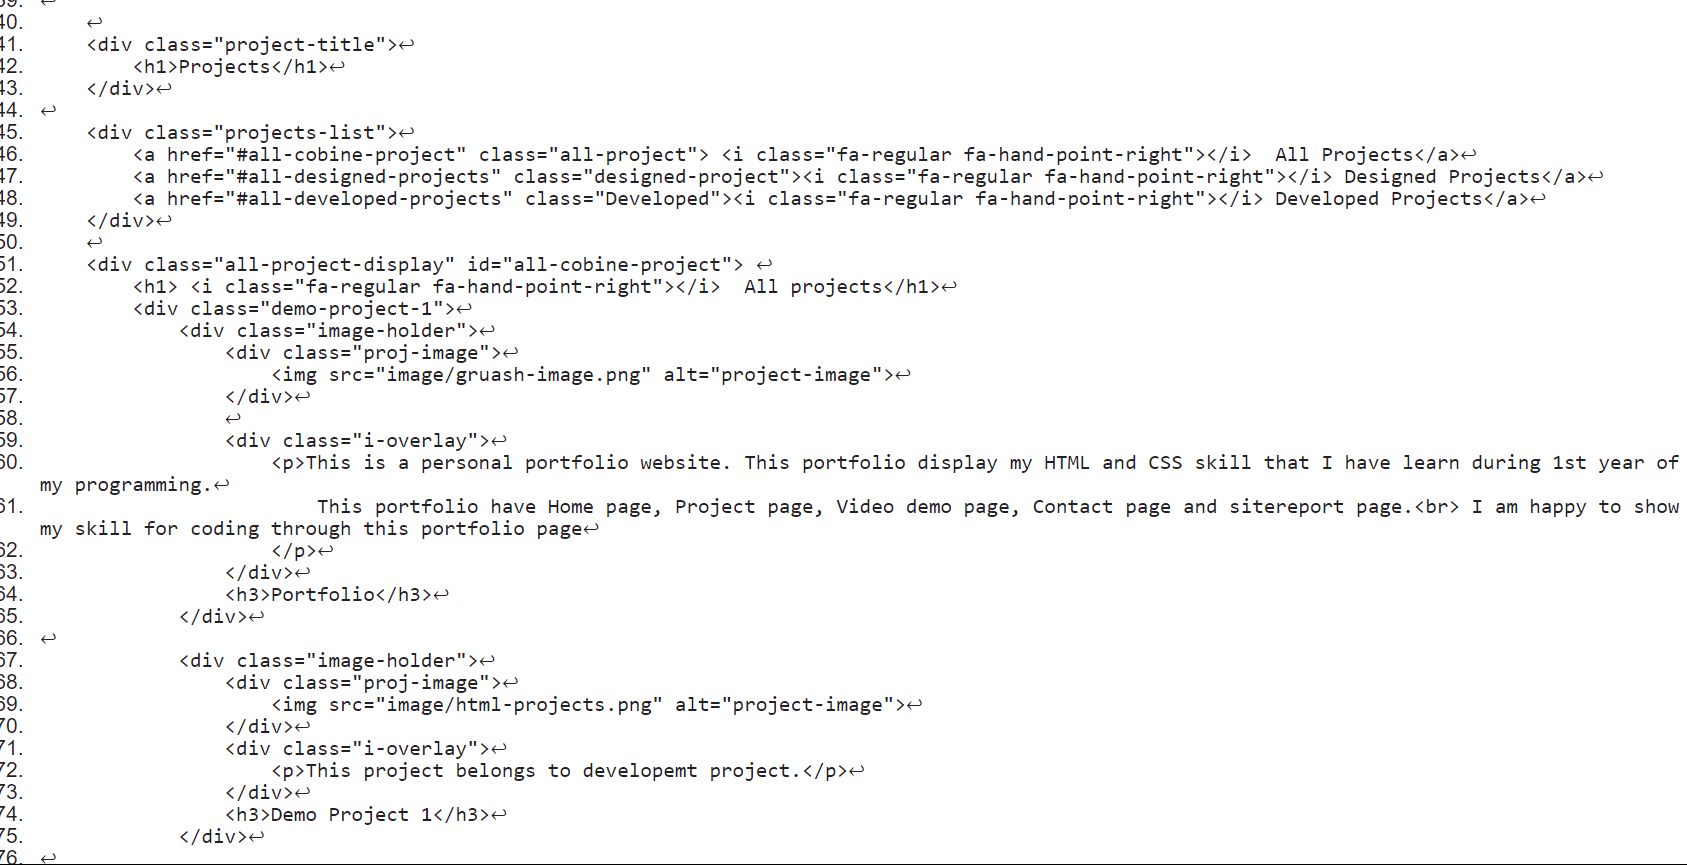 39. ↩
40. ↩
41. <div class="project-title">↩
42. <h1>Projects</h1>↩
43. </div>↩
44. ↩
45. <div class="projects-list">↩
46. <a href="#all-cobine-project" class="all-project"> <i class="fa-regular fa-hand-point-right"></i>  All Projects</a>↩
47. <a href="#all-designed-projects" class="designed-project"><i class="fa-regular fa-hand-point-right"></i> Designed Projects</a>↩
48. <a href="#all-developed-projects" class="Developed"><i class="fa-regular fa-hand-point-right"></i> Developed Projects</a>↩
49. </div>↩
50. ↩
51. <div class="all-project-display" id="all-cobine-project"> ↩
52. <h1> <i class="fa-regular fa-hand-point-right"></i>  All projects</h1>↩
53. <div class="demo-project-1">↩
54. <div class="image-holder">↩
55. <div class="proj-image">↩
56. <img src="image/gruash-image.png" alt="project-image">↩
57. </div>↩
58. ↩
59. <div class="i-overlay">↩
60. <p>This is a personal portfolio website. This portfolio display my HTML and CSS skill that I have learn during 1st year of
my programming.↩
61. This portfolio have Home page, Project page, Video demo page, Contact page and sitereport page.<br> I am happy to show
my skill for coding through this portfolio page↩
62. </p>↩
63. </div>↩
64. <h3>Portfolio</h3>↩
65. </div>↩
66. ↩
67. <div class="image-holder">↩
68. <div class="proj-image">↩
69. <img src="image/html-projects.png" alt="project-image">↩
70. </div>↩
71. <div class="i-overlay">↩
72. <p>This project belongs to developemt project.</p>↩
73. </div>↩
74. <h3>Demo Project 1</h3>↩
75. </div>↩
76. ↩